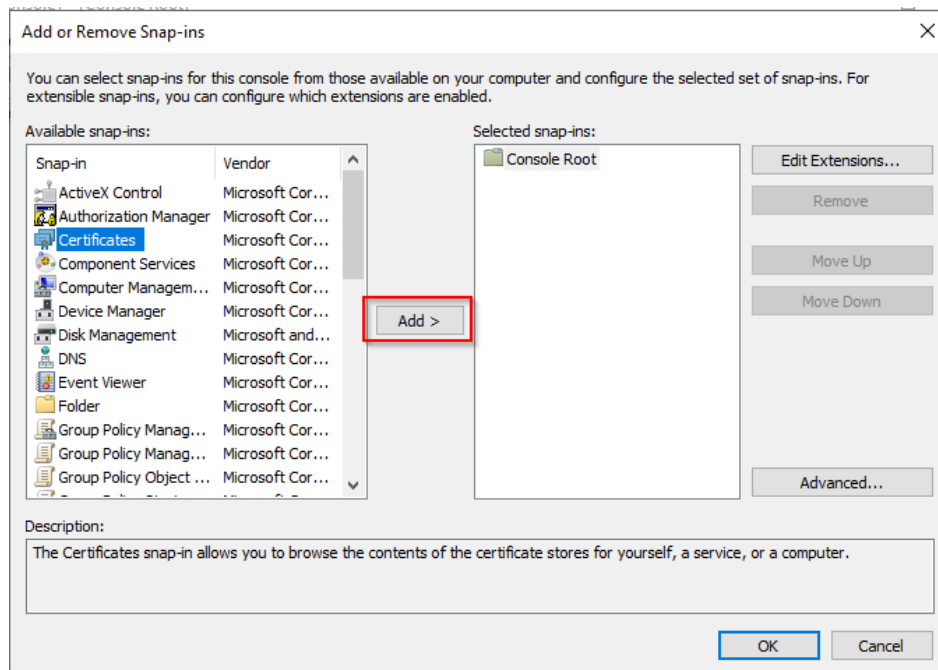 Add or Remove Snap-ins
You can select snap-ins for this console from those available on your computer and configure the selected set of snap-ins. For
extensible snap-ins, you can configure which extensions are enabled.
Available snap-ins:
Selected snap-ins:
Snap-in Vendor
ActiveX Control Microsoft Cor...
Authorization Manager Microsoft Cor...
Certificates Microsoft Cor...
Component Services Microsoft Cor...
Computer Managem... Microsoft Cor...
Device Manager Microsoft Cor...
Disk Management Microsoft and...
DNS Microsoft Cor...
Event Viewer Microsoft Cor...
Folder Microsoft Cor...
Group Policy Manag... Microsoft Cor...
Group Policy Manag... Microsoft Cor...
Group Policy Object ... Microsoft Cor...
Add >
Console Root
Edit Extensions...
Remove
Move Up
Move Down
Advanced...
Description:
The Certificates snap-in allows you to browse the contents of the certificate stores for yourself, a service, or a computer.
OK
Cancel